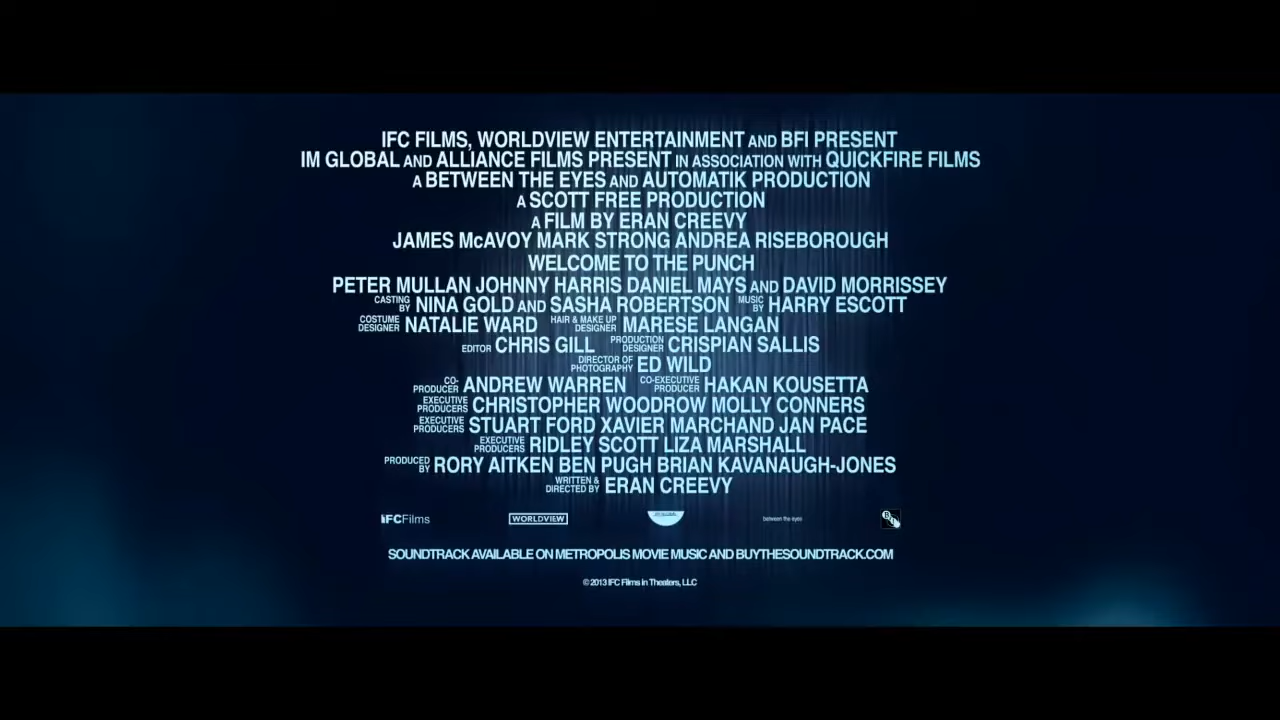 IFC FILMS, WORLDVIEW ENTERTAINMENT AND BFI PRESENT
IM GLOBAL AND ALLIANCE FILMS PRESENT IN ASSOCIATION WITH QUICKFIRE FILMS
A BETWEEN THE EYES AND AUTOMATIK PRODUCTION
A SCOTT FREE PRODUCTION
A FILM BY ERAN CREEVY
JAMES McAVOY MARK STRONG ANDREA RISEBOROUGH
WELCOME TO THE PUNCH
PETER MULLAN JOHNNY HARRIS DANIEL MAYS AND DAVID MORRISSEY
CASTING BY NINA GOLD AND SASHA ROBERTSON MUSIC BY HARRY ESCOTT
COSTUME DESIGNER NATALIE WARD HAIR & MAKE UP DESIGNER MARESE LANGAN
EDITOR CHRIS GILL PRODUCTION DESIGNER CRISPIAN SALLIS
DIRECTOR OF PHOTOGRAPHY ED WILD
CO-PRODUCER ANDREW WARREN CO-EXECUTIVE PRODUCER HAKAN KOUSETTA
EXECUTIVE PRODUCERS CHRISTOPHER WOODROW MOLLY CONNERS
EXECUTIVE PRODUCERS STUART FORD XAVIER MARCHAND JAN PACE
EXECUTIVE PRODUCERS RIDLEY SCOTT LIZA MARSHALL
PRODUCED BY RORY AITKEN BEN PUGH BRIAN KAVANAUGH-JONES
WRITTEN & DIRECTED BY ERAN CREEVY
IFC Films WORLDVIEW between the eyes BFI
SOUNDTRACK AVAILABLE ON METROPOLIS MOVIE MUSIC AND BUYTHESOUNDTRACK.COM
© 2013 IFC Films in Theaters, LLC